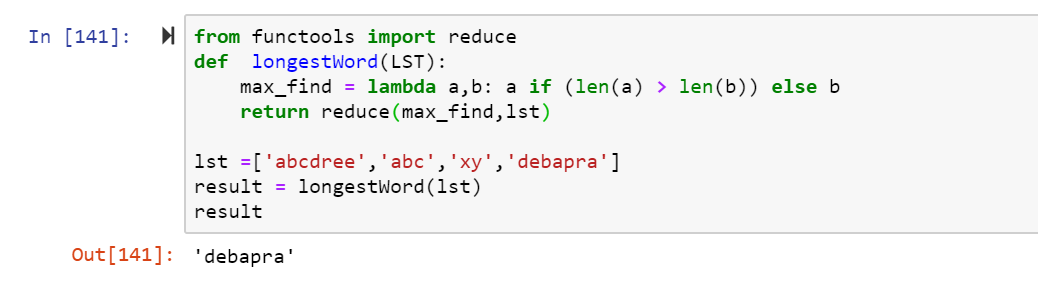 In [141]:
from functools import reduce
def  longestWord(LST):
    max_find = lambda a,b: a if (len(a) > len(b)) else b
    return reduce(max_find,lst)
lst =['abcdree','abc','xy','debapra']
result = longestWord(lst)
result
Out[141]: 'debapra'